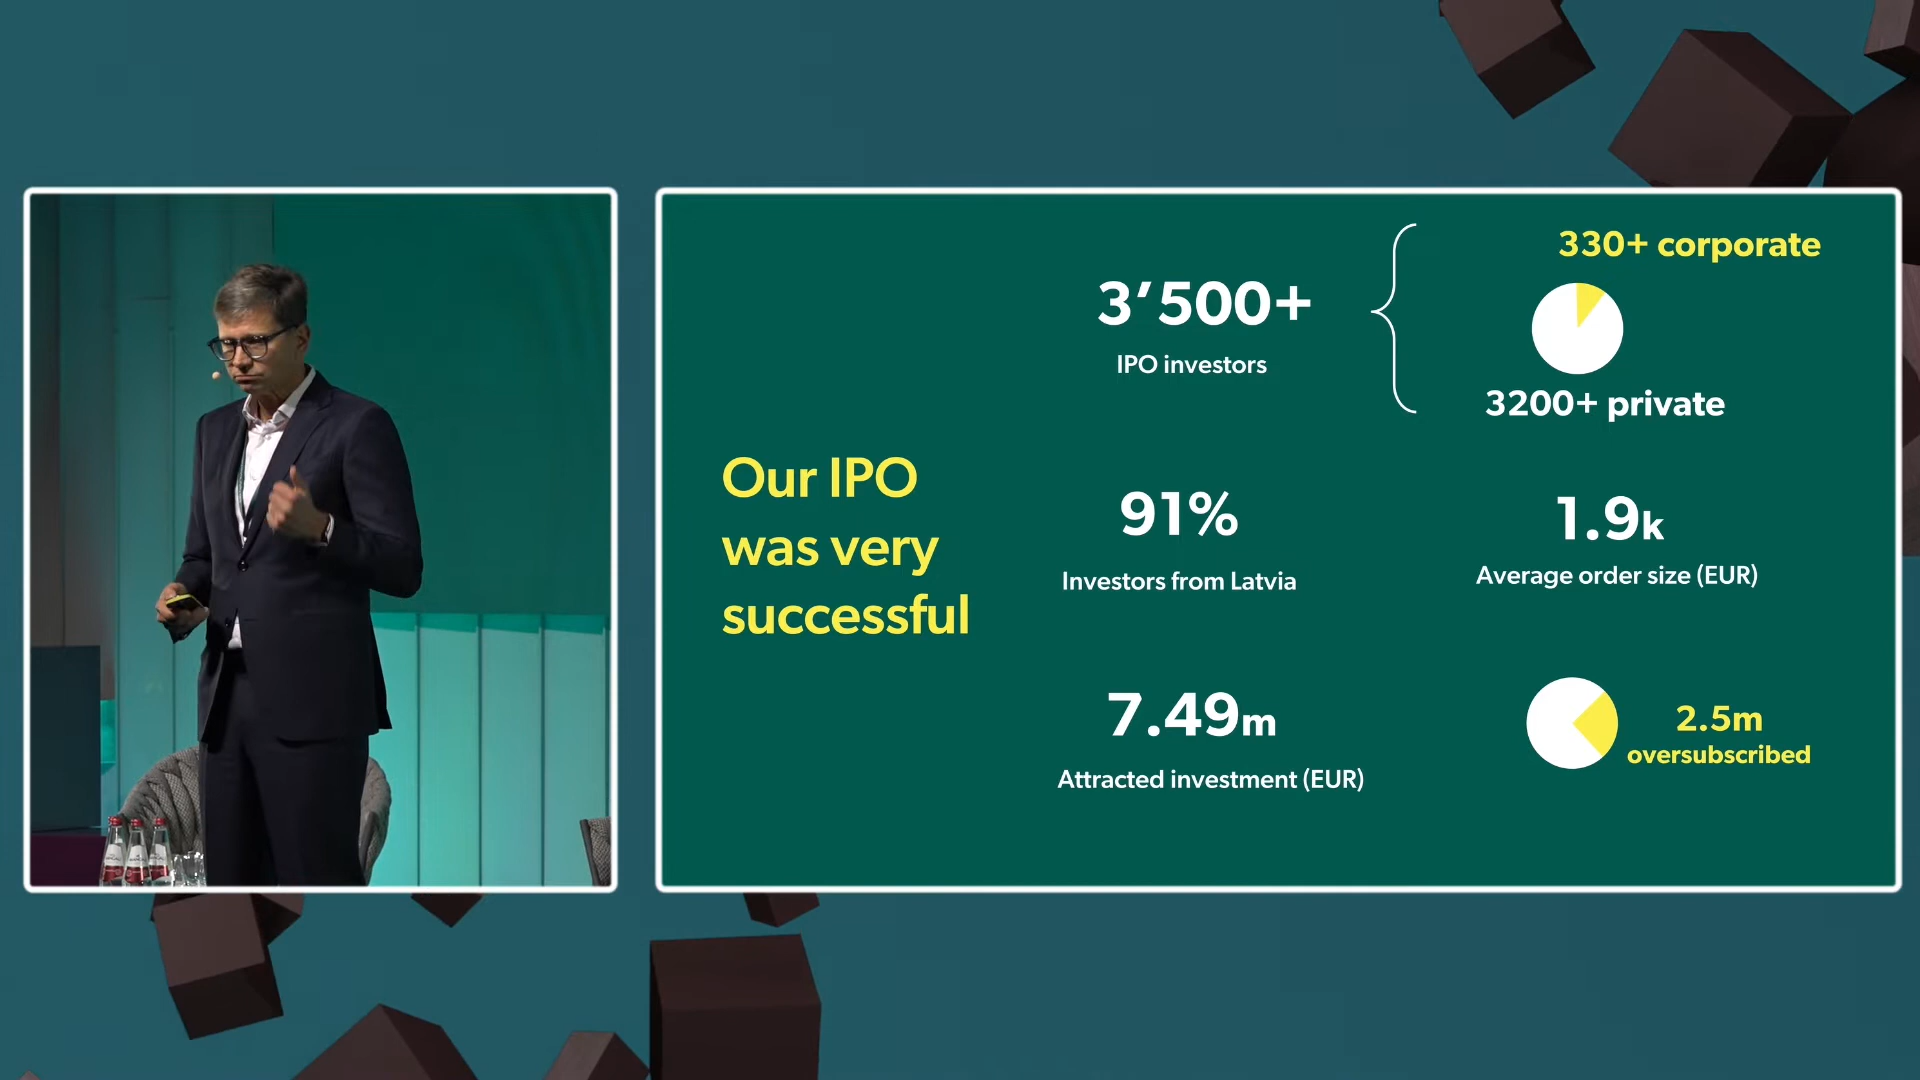 Our IPO
was very
successful
3’500+
IPO investors
330+ corporate
3200+ private
91%
Investors from Latvia
1.9k
Average order size (EUR)
7.49m
Attracted investment (EUR)
2.5m
oversubscribed